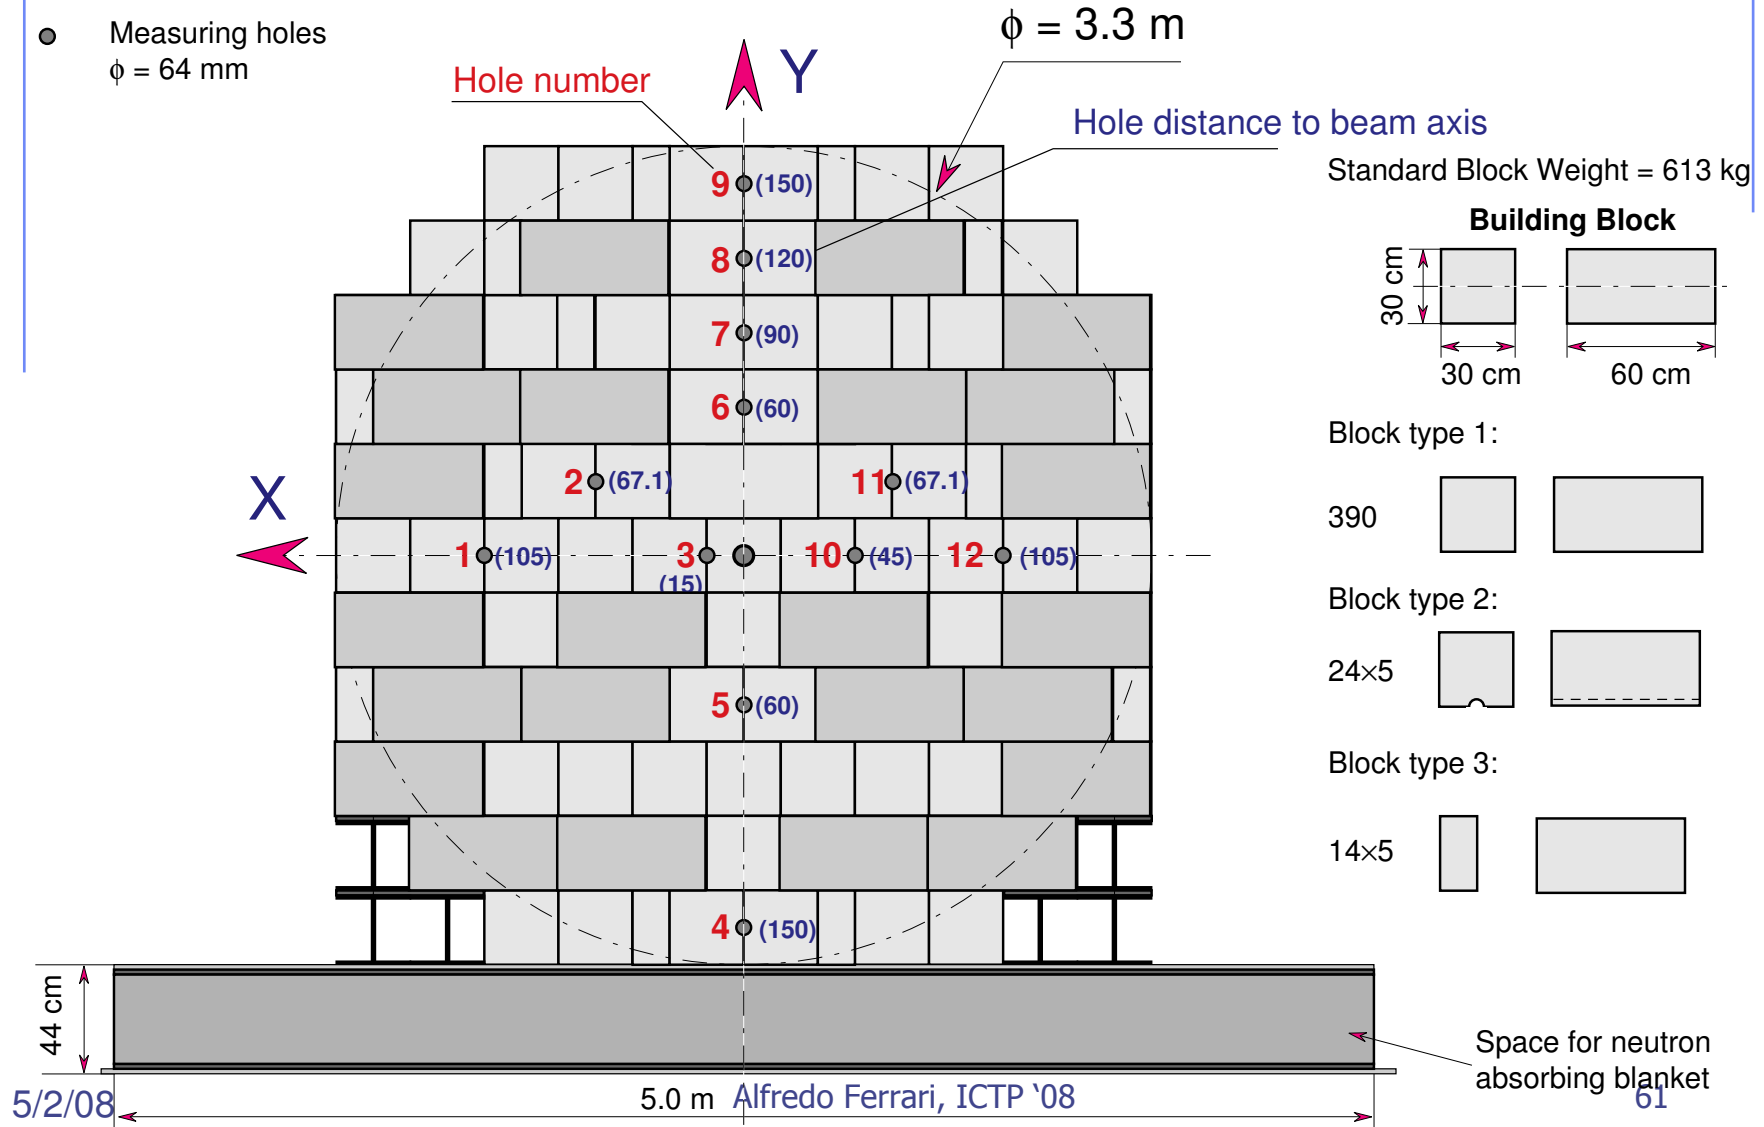 Measuring holes
ϕ = 64 mm
Hole number
Y
ϕ = 3.3 m
Hole distance to beam axis
Standard Block Weight = 613 kg
Building Block
30 cm
30 cm
60 cm
9 (150)
8 (120)
7 (90)
6 (60)
2 (67.1)
11 (67.1)
X
1 (105)
3
(15)
10 (45)
12 (105)
5 (60)
4 (150)
Block type 1:
390
Block type 2:
24×5
Block type 3:
14×5
44 cm
Space for neutron
absorbing blanket
5.0 m
5/2/08
Alfredo Ferrari, ICTP ‘08
61